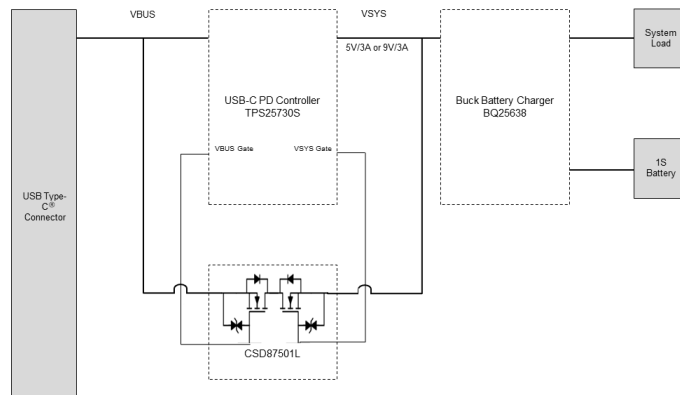 VBUS
VSYS
5V/3A or 9V/3A
System
Load
USB-C PD Controller
TPS25730S
Buck Battery Charger
BQ25638
VBUS Gate
VSYS Gate
1S
Battery
USB Type-
C®
Connector
CSD87501L